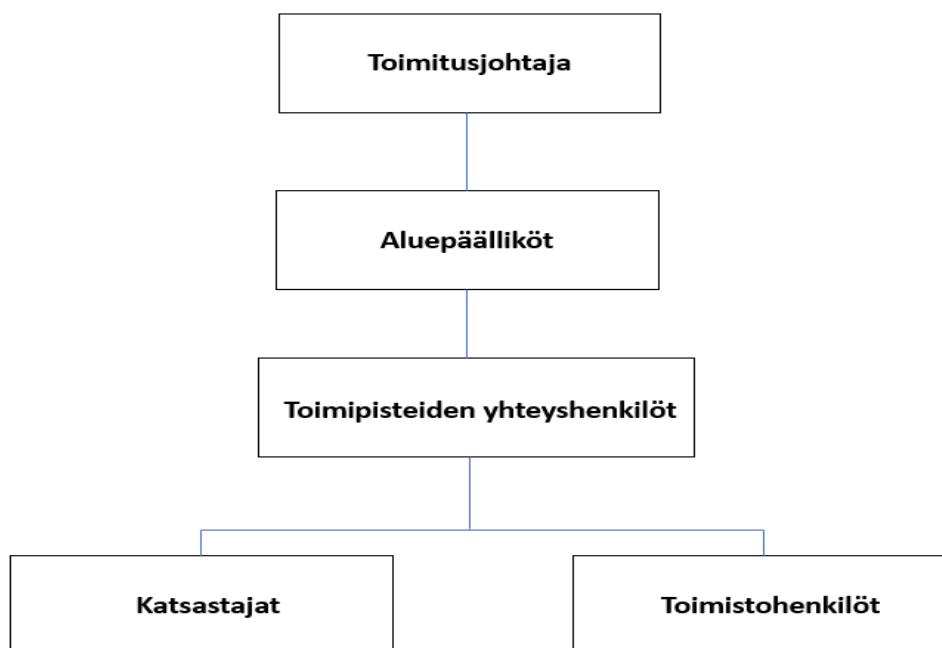 Toimitusjohtaja
Aluepäälliköt
Toimipisteiden yhteyshenkilöt
Katsastajat
Toimistohenkilöt